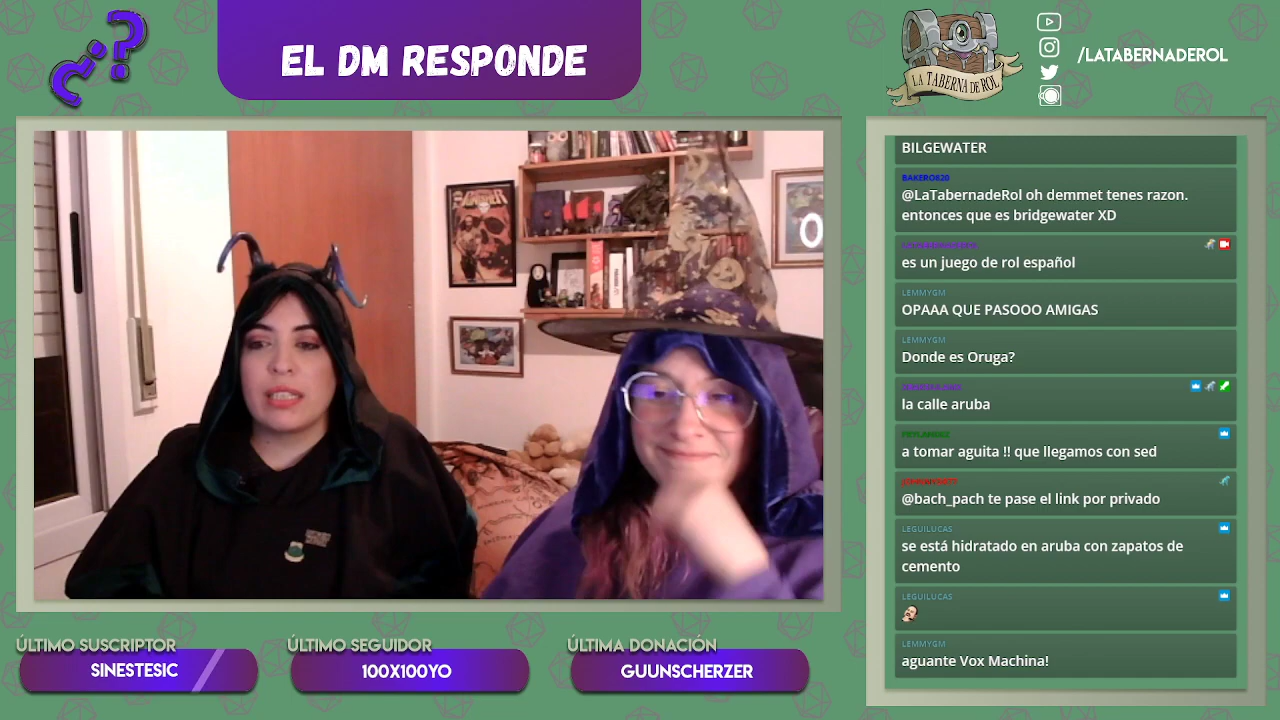 EL DM RESPONDE
LA TABERNA DE ROL
/LATABERNADEROL
BILGEWATER
BAKERO820
@LaTabernadeRol oh demmet tenes razon.
entonces que es bridgewater XD
es un juego de rol español
LEMMYGM
OPAAA QUE PASOOO AMIGAS
LEMMYGM
Donde es Oruga?
la calle aruba
a tomar aguita !! que llegamos con sed
@bach_pach te pase el link por privado
LEGUILUCAS
se está hidratado en aruba con zapatos de
cemento
LEGUILUCAS
LEMMYGM
aguante Vox Machina!
ÚLTIMO SUSCRIPTOR
SINESTESIC
ÚLTIMO SEGUIDOR
100X100YO
ÚLTIMA DONACIÓN
GUUNSCHERZER